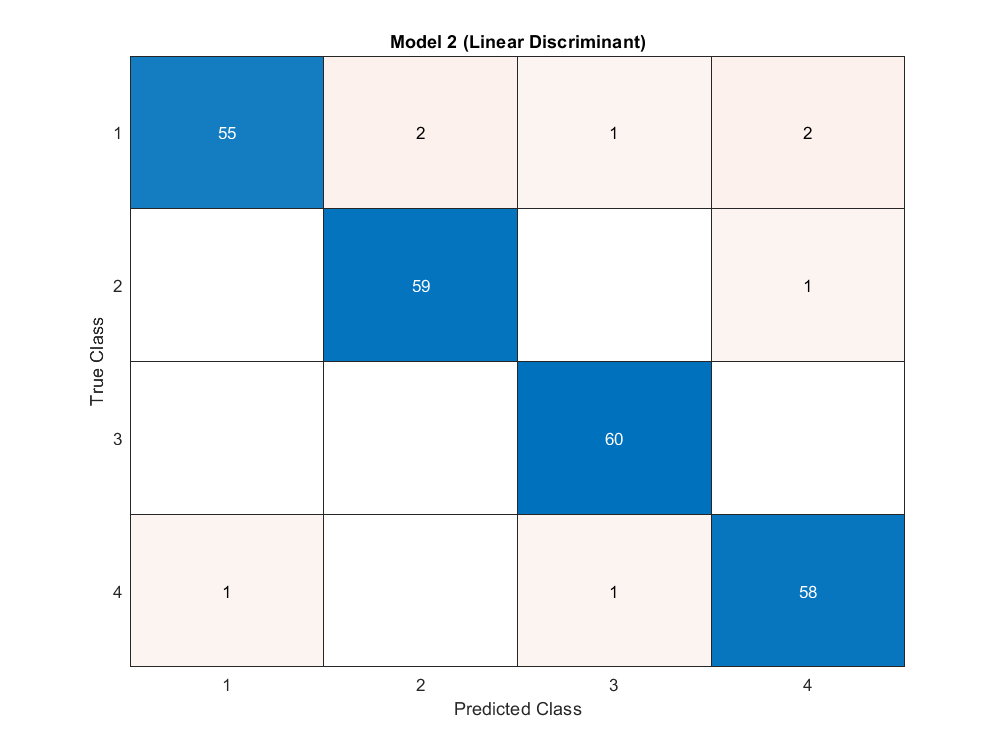 Model 2 (Linear Discriminant)
1 55 2 1 2
2 59 1
3 60
4 1 1 58
True Class
1 2 3 4
Predicted Class